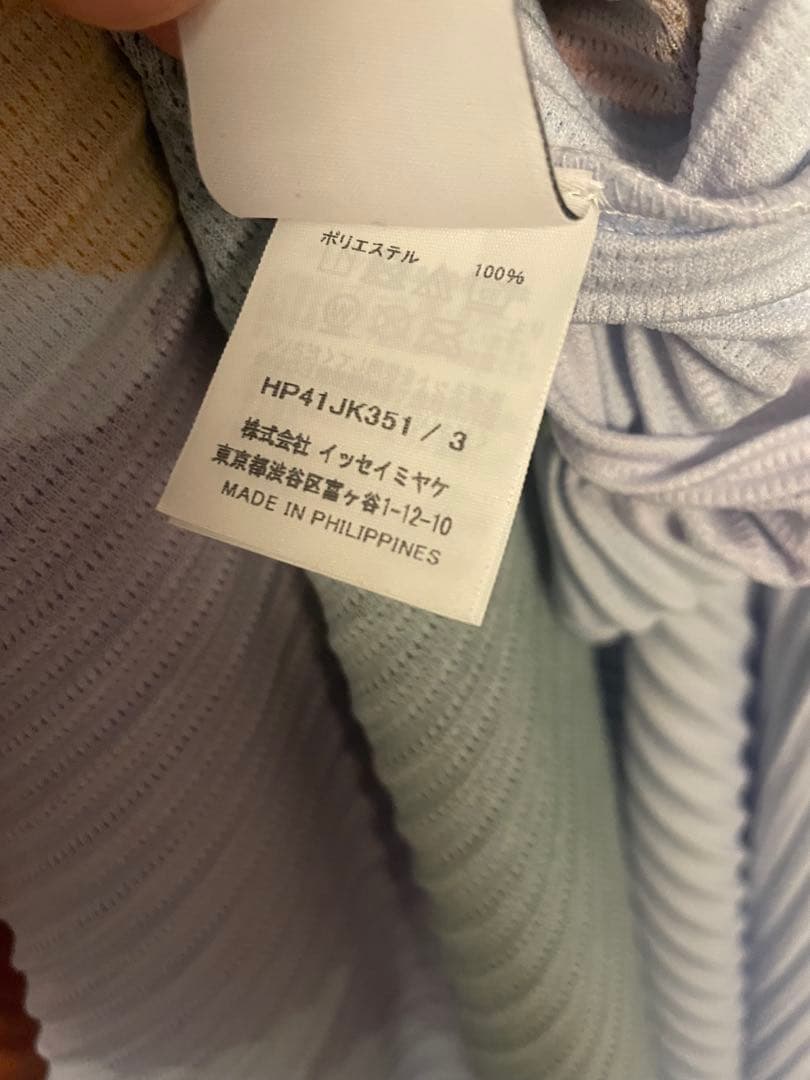 ポリエステル 100%
HP41JK351 / 3
株式会社 イッセイミヤケ
東京都渋谷区富ヶ谷1-12-10
MADE IN PHILIPPINES